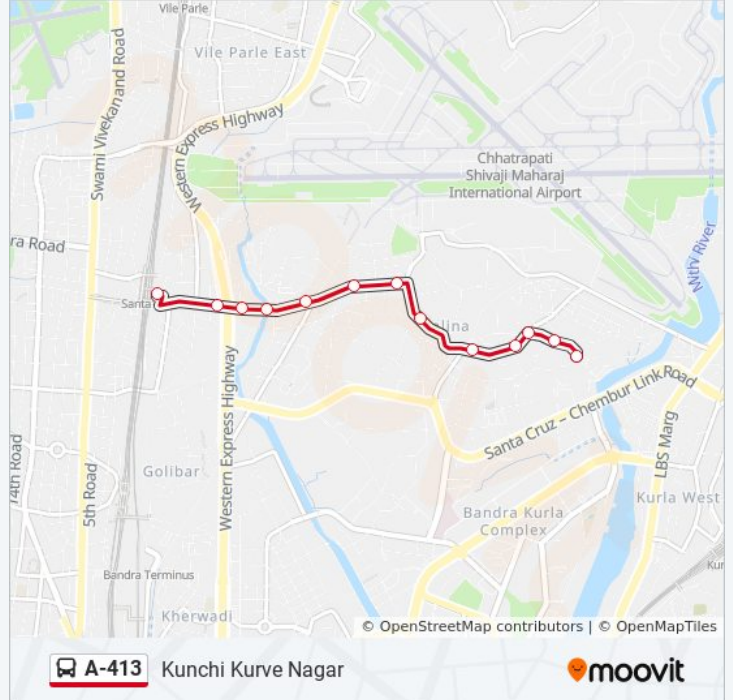 Vile Parle
Vile Parle East
Swami Vivekanand Road
Western Express Highway
Chhatrapati
Shivaji Maharaj
International Airport
ra Road
Mithi River
Santa
lina
Western Express Highway
Santa Cruz – Chembur Link Road
LBS Marg
14th Road
5th Road
Golibar
Kurla West
Bandra Kurla
Complex
Kur
Bandra Terminus
Kherwadi
© OpenStreetMap contributors | © OpenMapTiles
A-413 Kunchi Kurve Nagar
moovit